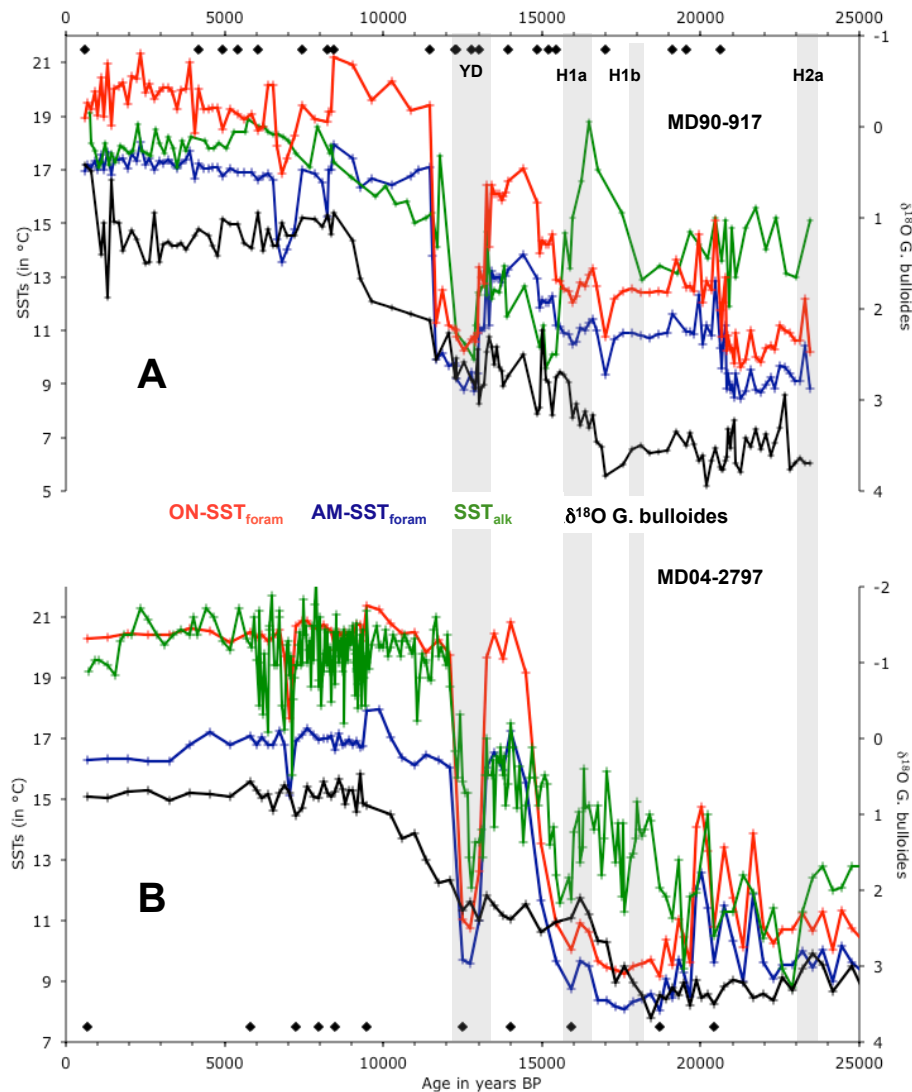 0 5000 10000 15000 20000 25000
-1
21
YD H1a H1b H2a
19
0
MD90-917
17
15
1
SSTs (in °C)
δ¹⁸O G. bulloides
13
2
11
A
9
3
7
5
4
ON-SSTforam AM-SSTforam SSTalk δ¹⁸O G. bulloides
MD04-2797
-2
21
-1
19
17
0
SSTs (in °C)
δ¹⁸O G. bulloides
15
1
13
B
2
11
9
3
7
4
0 5000 10000 15000 20000 25000
Age in years BP